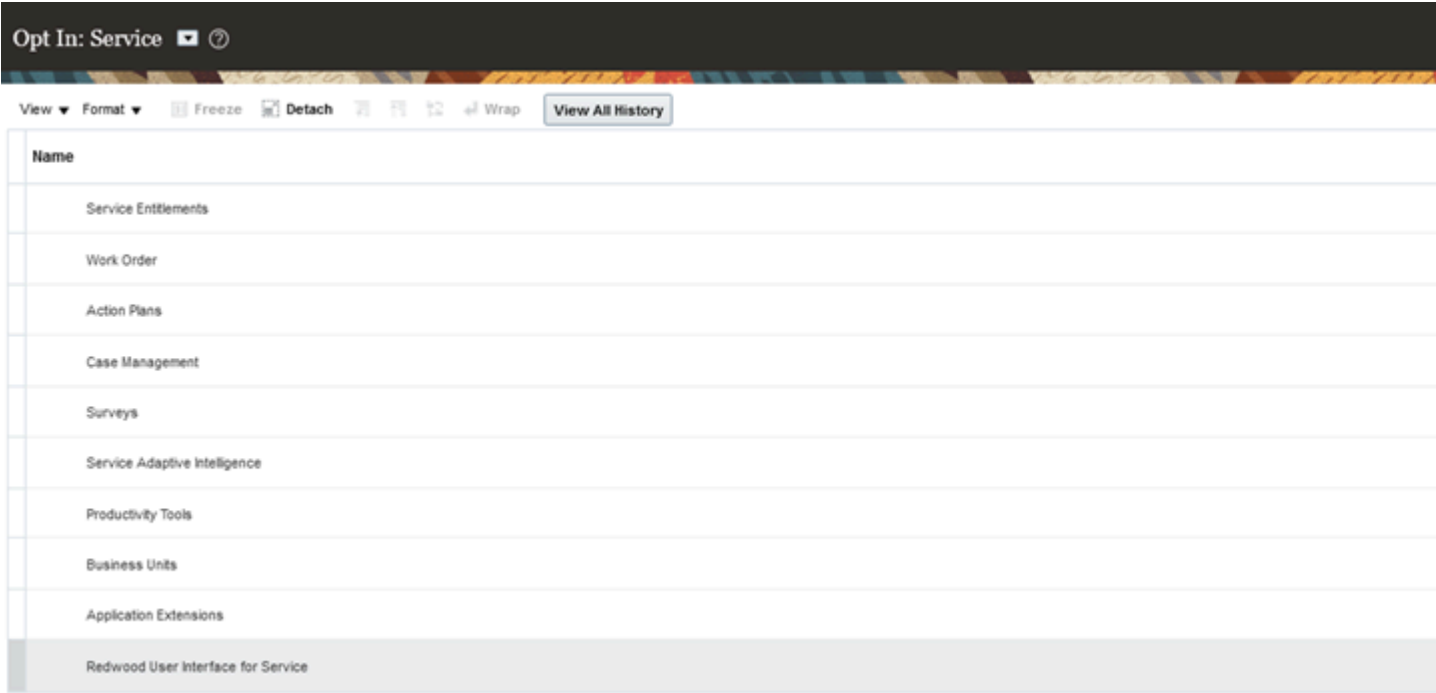 Opt In: Service
View Format Freeze Detach Wrap View All History
Name
Service Entitlements
Work Order
Action Plans
Case Management
Surveys
Service Adaptive Intelligence
Productivity Tools
Business Units
Application Extensions
Redwood User Interface for Service